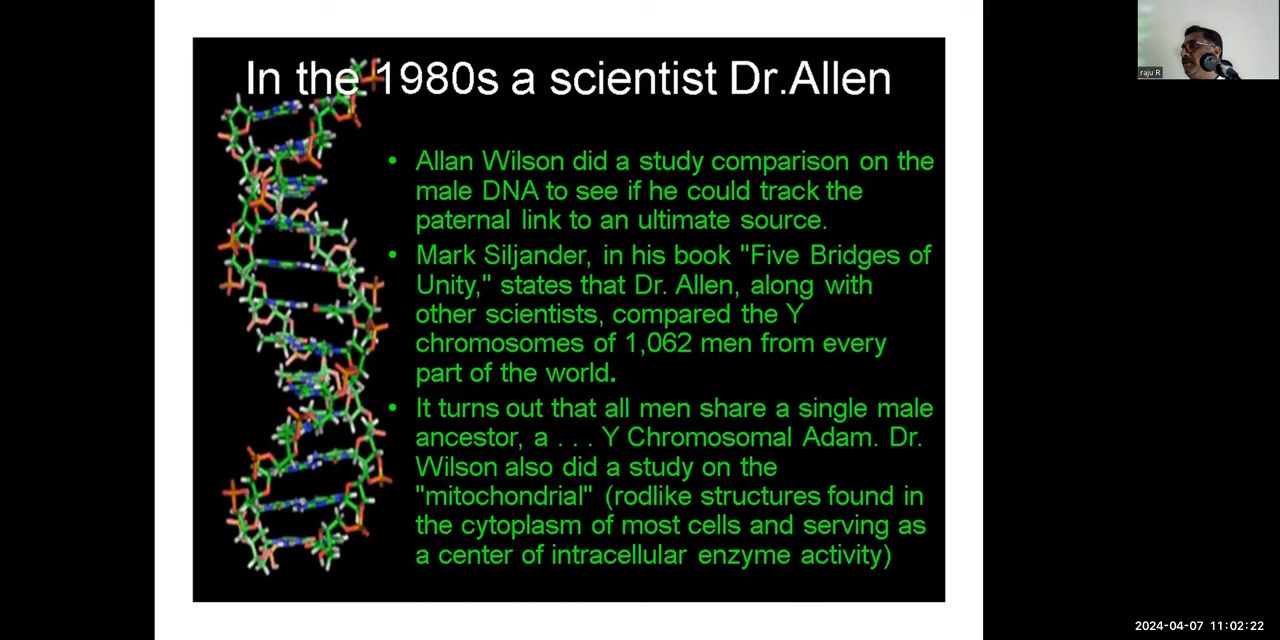 In the 1980s a scientist Dr.Allen
• Allan Wilson did a study comparison on the
male DNA to see if he could track the
paternal link to an ultimate source.
• Mark Siljander, in his book "Five Bridges of
Unity," states that Dr. Allen, along with
other scientists, compared the Y
chromosomes of 1,062 men from every
part of the world.
• It turns out that all men share a single male
ancestor, a . . . Y Chromosomal Adam. Dr.
Wilson also did a study on the
"mitochondrial" (rodlike structures found in
the cytoplasm of most cells and serving as
a center of intracellular enzyme activity)
raju R
2024-04-07 11:02:22